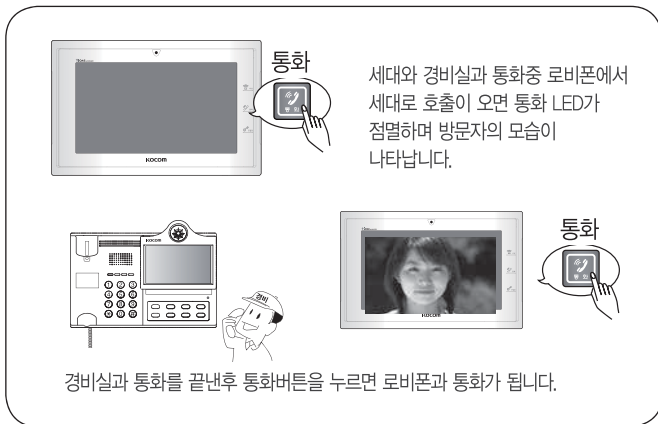 통화
세대와 경비실과 통화중 로비폰에서
세대로 호출이 오면 통화 LED가
점멸하며 방문자의 모습이
나타납니다.
통 화
KOCOM
KOCOM
경비
통화
통 화
KOCOM
경비실과 통화를 끝낸후 통화버튼을 누르면 로비폰과 통화가 됩니다.